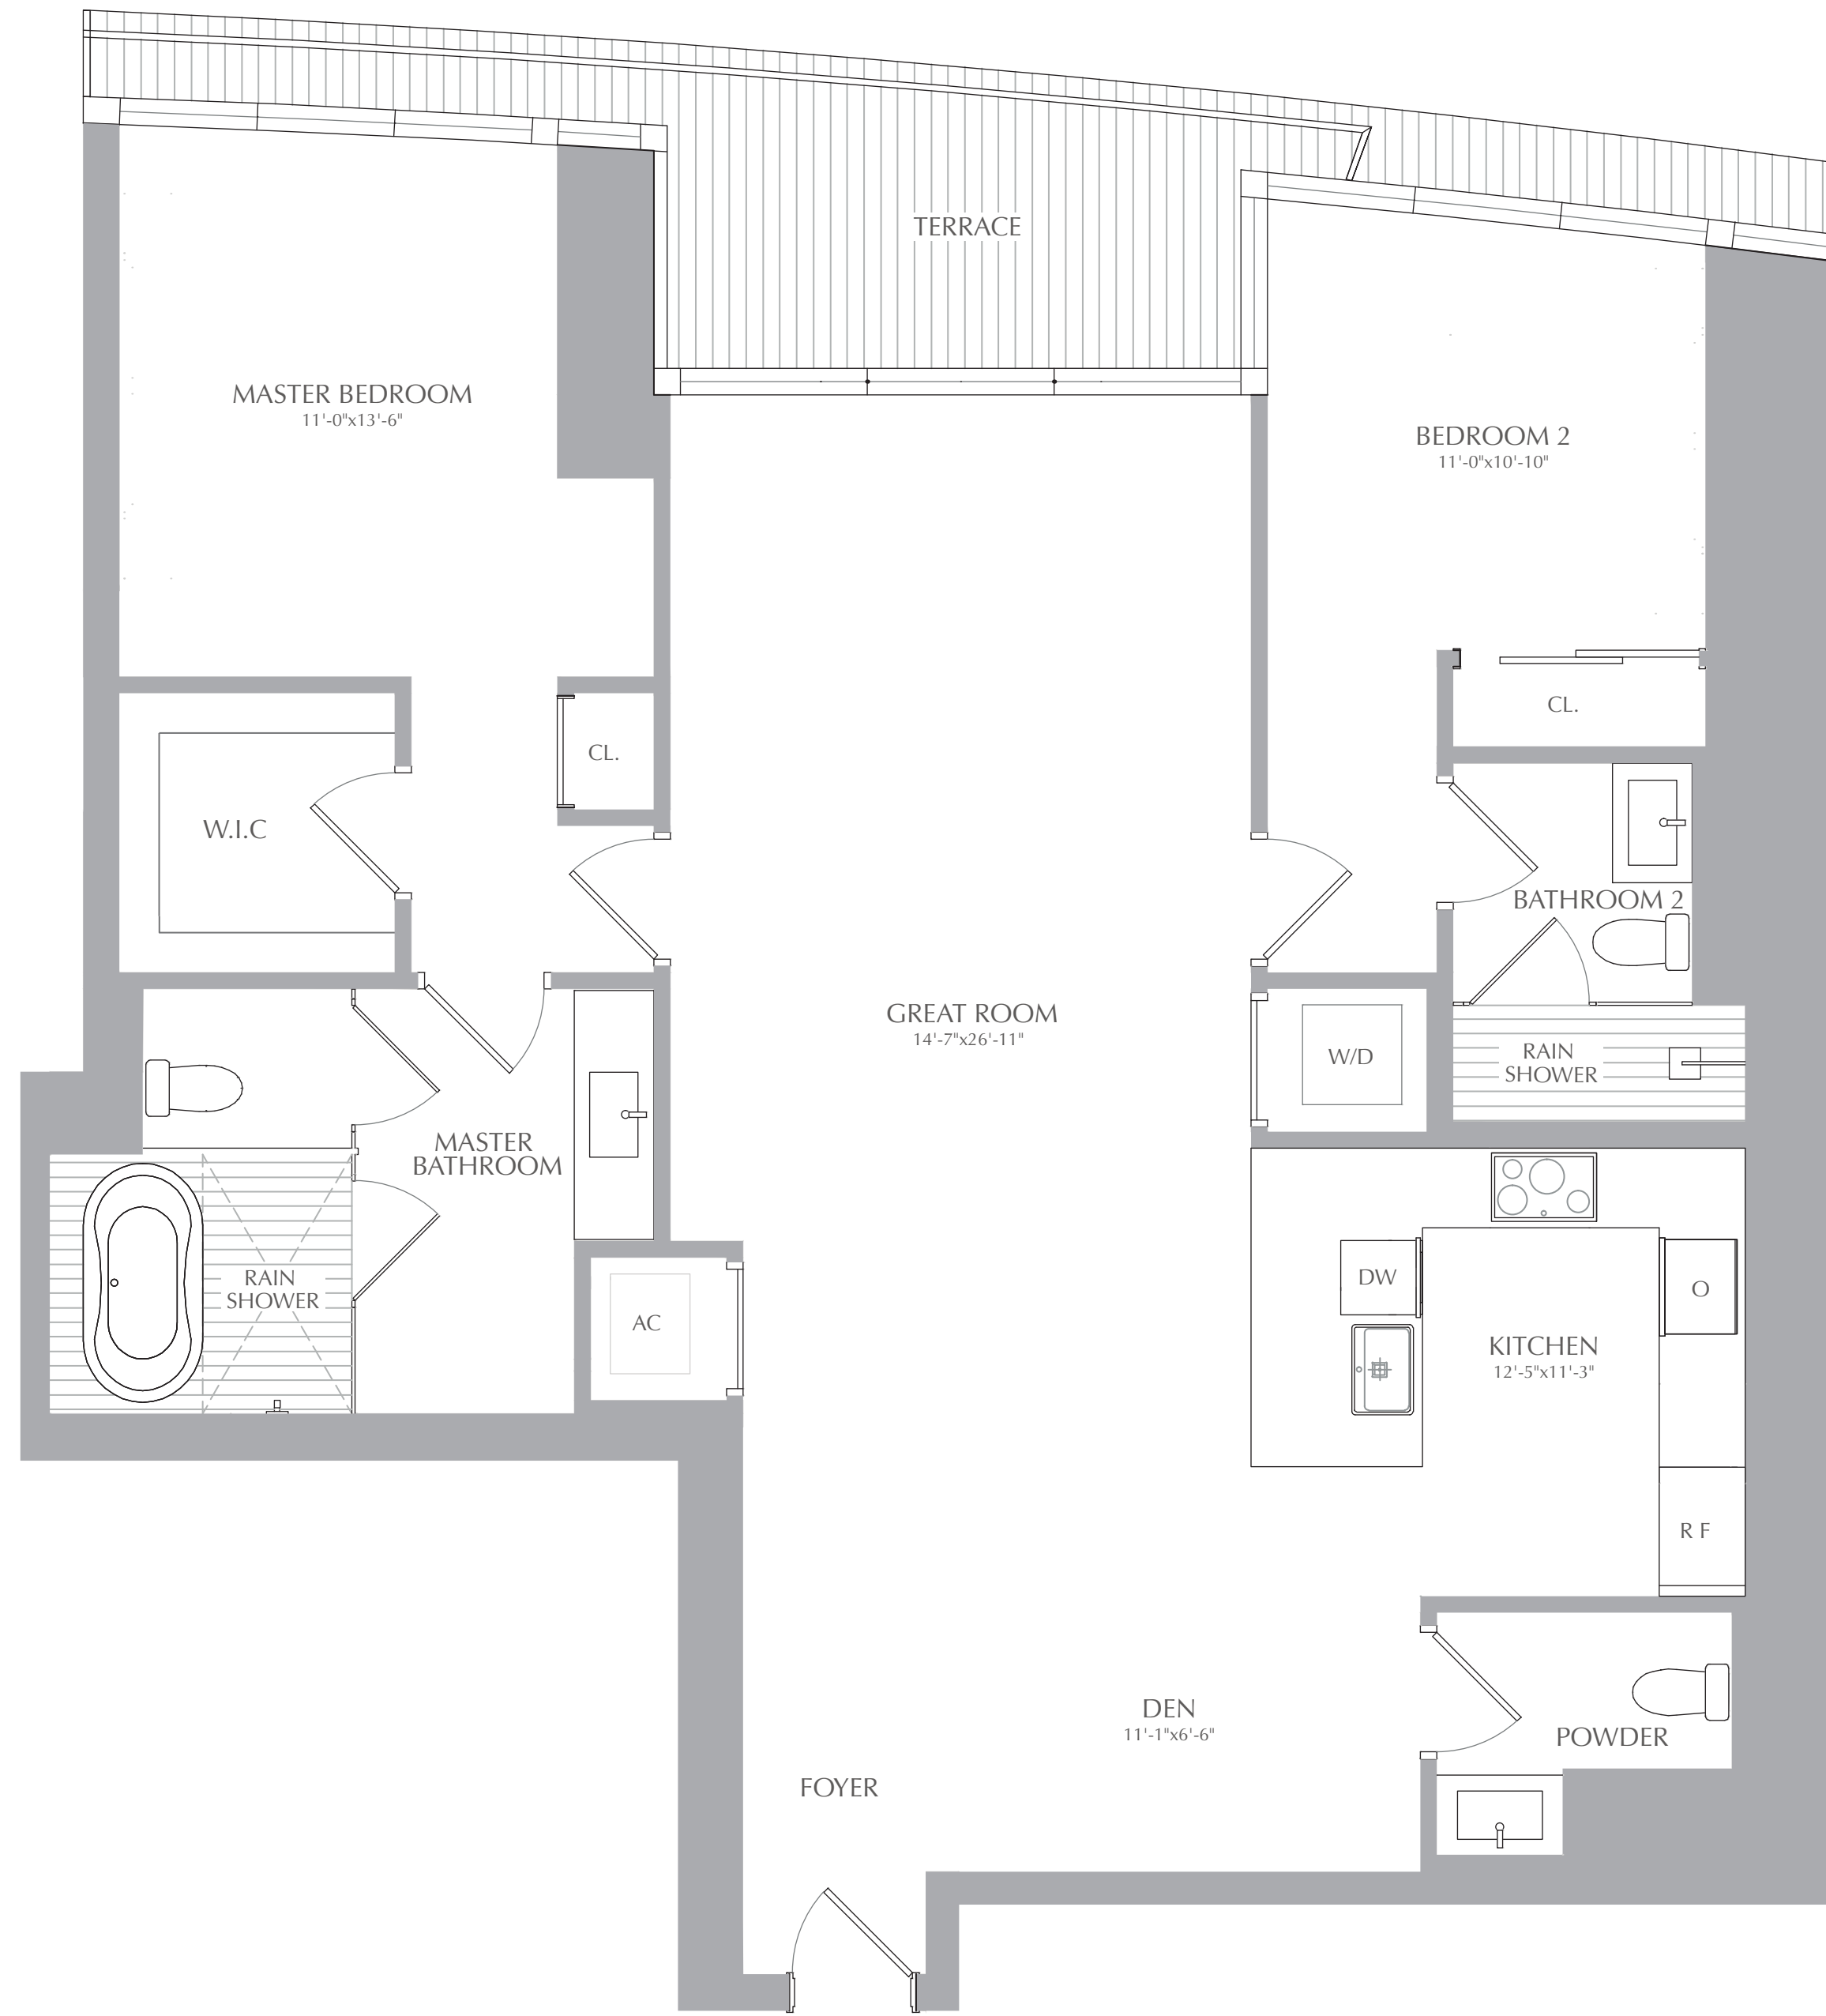 TERRACE
MASTER BEDROOM
11'-0"x13'-6"
BEDROOM 2
11'-0"x10'-10"
CL.
CL.
W.I.C
BATHROOM 2
GREAT ROOM
14'-7"x26'-11"
W/D
RAIN
SHOWER
MASTER
BATHROOM
RAIN
SHOWER
DW
O
AC
KITCHEN
12'-5"x11'-3"
R F
DEN
11'-1"x6'-6"
POWDER
FOYER